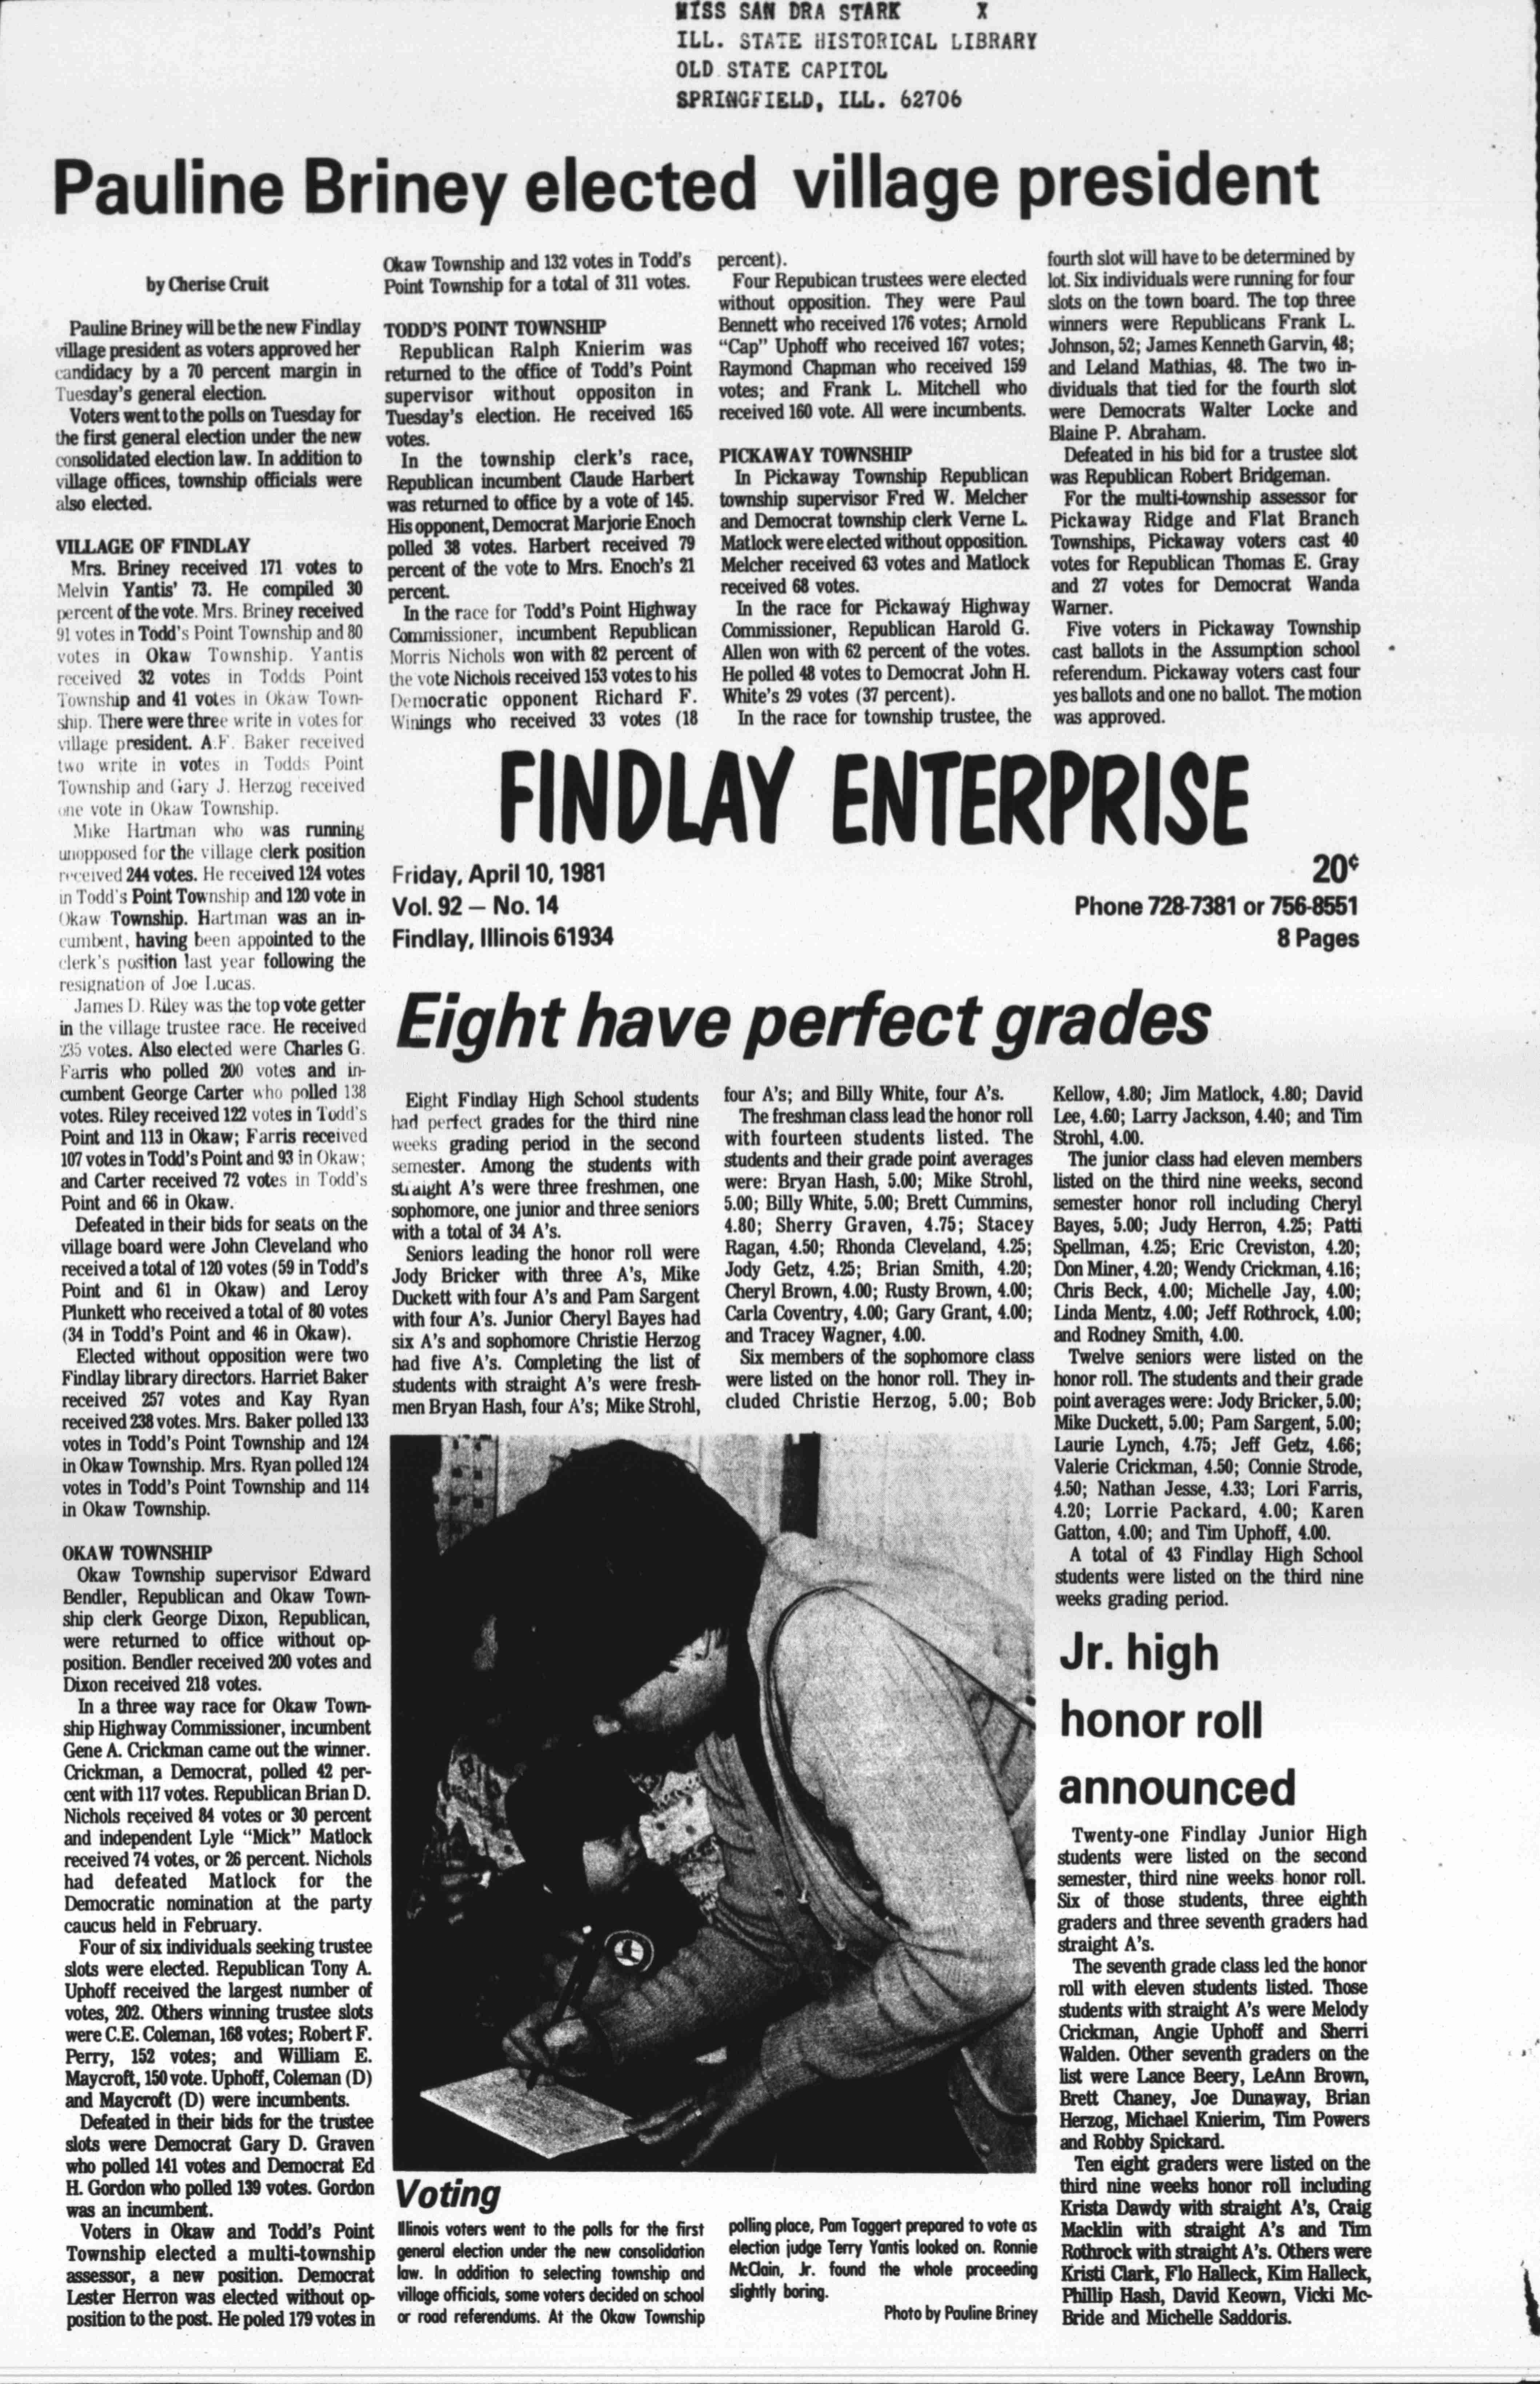 MISS SAN DRA STARK X
ILL. STATE HISTORICAL LIBRARY
OLD STATE CAPITOL
SPRINGFIELD, ILL. 62706
Pauline Briney elected village president
by Cherise Cruit
Pauline Briney will be the new Findlay
village president as voters approved her
candidacy by a 70 percent margin in
Tuesday's general election.
Voters went to the polls on Tuesday for
the first general election under the new
consolidated election law. In addition to
village offices, township officials were
also elected.
VILLAGE OF FINDLAY
Mrs. Briney received 171 votes to
Melvin Yantis' 73. He compiled 30
percent of the vote. Mrs. Briney received
91 votes in Todd's Point Township and 80
votes in Okaw Township. Yantis
received 32 votes in Todds Point
Township and 41 votes in Okaw Town-
ship. There were three write in votes for
village president. A.F. Baker received
two write in votes in Todds Point
Township and Gary J. Herzog received
one vote in Okaw Township.
Mike Hartman who was running
unopposed for the village clerk position
received 244 votes. He received 124 votes
in Todd's Point Township and 120 vote in
Okaw Township. Hartman was an in-
cumbent, having been appointed to the
clerk's position last year following the
resignation of Joe Lucas.
James D. Riley was the top vote getter
in the village trustee race. He received
235 votes. Also elected were Charles G.
Farris who polled 200 votes and in-
cumbent George Carter who polled 138
votes. Riley received 122 votes in Todd's
Point and 113 in Okaw; Farris received
107 votes in Todd's Point and 93 in Okaw;
and Carter received 72 votes in Todd's
Point and 66 in Okaw.
Defeated in their bids for seats on the
village board were John Cleveland who
received a total of 120 votes (59 in Todd's
Point and 61 in Okaw) and Leroy
Plunkett who received a total of 80 votes
(34 in Todd's Point and 46 in Okaw).
Elected without opposition were two
Findlay library directors. Harriet Baker
received 257 votes and Kay Ryan
received 238 votes. Mrs. Baker polled 133
votes in Todd's Point Township and 124
in Okaw Township. Mrs. Ryan polled 124
votes in Todd's Point Township and 114
in Okaw Township.
OKAW TOWNSHIP
Okaw Township supervisor Edward
Bendler, Republican and Okaw Town-
ship clerk George Dixon, Republican,
were returned to office without op-
position. Bendler received 200 votes and
Dixon received 218 votes.
In a three way race for Okaw Town-
ship Highway Commissioner, incumbent
Gene A. Crickman came out the winner.
Crickman, a Democrat, polled 42 per-
cent with 117 votes. Republican Brian D.
Nichols received 84 votes or 30 percent
and independent Lyle "Mick" Matlock
received 74 votes, or 26 percent. Nichols
had defeated Matlock for the
Democratic nomination at the party
caucus held in February.
Four of six individuals seeking trustee
slots were elected. Republican Tony A.
Uphoff received the largest number of
votes, 202. Others winning trustee slots
were C.E. Coleman, 168 votes; Robert F.
Perry, 152 votes; and William E.
Maycroft, 150 vote. Uphoff, Coleman (D)
and Maycroft (D) were incumbents.
Defeated in their bids for the trustee
slots were Democrat Gary D. Graven
who polled 141 votes and Democrat Ed
H. Gordon who polled 139 votes. Gordon
was an incumbent.
Voters in Okaw and Todd's Point
Township elected a multi-township
assessor, a new position. Democrat
Lester Herron was elected without op-
position to the post. He poled 179 votes in
Okaw Township and 132 votes in Todd's
Point Township for a total of 311 votes.
TODD'S POINT TOWNSHIP
Republican Ralph Knierim was
returned to the office of Todd's Point
supervisor without oppositon in
Tuesday's election. He received 165
votes.
In the township clerk's race,
Republican incumbent Claude Harbert
was returned to office by a vote of 145.
His opponent, Democrat Marjorie Enoch
polled 38 votes. Harbert received 79
percent of the vote to Mrs. Enoch's 21
percent.
In the race for Todd's Point Highway
Commissioner, incumbent Republican
Morris Nichols won with 82 percent of
the vote Nichols received 153 votes to his
Democratic opponent Richard F.
Winings who received 33 votes (18
percent).
Four Repubican trustees were elected
without opposition. They were Paul
Bennett who received 176 votes; Arnold
"Cap" Uphoff who received 167 votes;
Raymond Chapman who received 159
votes; and Frank L. Mitchell who
received 160 vote. All were incumbents.
PICKAWAY TOWNSHIP
In Pickaway Township Republican
township supervisor Fred W. Melcher
and Democrat township clerk Verne L.
Matlock were elected without opposition.
Melcher received 63 votes and Matlock
received 68 votes.
In the race for Pickaway Highway
Commissioner, Republican Harold G.
Allen won with 62 percent of the votes.
He polled 48 votes to Democrat John H.
White's 29 votes (37 percent).
In the race for township trustee, the
fourth slot will have to be determined by
lot. Six individuals were running for four
slots on the town board. The top three
winners were Republicans Frank L.
Johnson, 52; James Kenneth Garvin, 48;
and Leland Mathias, 48. The two in-
dividuals that tied for the fourth slot
were Democrats Walter Locke and
Blaine P. Abraham.
Defeated in his bid for a trustee slot
was Republican Robert Bridgeman.
For the multi-township assessor for
Pickaway Ridge and Flat Branch
Townships, Pickaway voters cast 40
votes for Republican Thomas E. Gray
and 27 votes for Democrat Wanda
Warner.
Five voters in Pickaway Township
cast ballots in the Assumption school
referendum. Pickaway voters cast four
yes ballots and one no ballot. The motion
was approved.
FINDLAY ENTERPRISE
Friday, April 10, 1981
Vol. 92 — No. 14
Findlay, Illinois 61934
20¢
Phone 728-7381 or 756-8551
8 Pages
Eight have perfect grades
Eight Findlay High School students
had perfect grades for the third nine
weeks grading period in the second
semester. Among the students with
straight A's were three freshmen, one
sophomore, one junior and three seniors
with a total of 34 A's.
Seniors leading the honor roll were
Jody Bricker with three A's, Mike
Duckett with four A's and Pam Sargent
with four A's. Junior Cheryl Bayes had
six A's and sophomore Christie Herzog
had five A's. Completing the list of
students with straight A's were fresh-
men Bryan Hash, four A's; Mike Strohl,
four A's; and Billy White, four A's.
The freshman class lead the honor roll
with fourteen students listed. The
students and their grade point averages
were: Bryan Hash, 5.00; Mike Strohl,
5.00; Billy White, 5.00; Brett Cummins,
4.80; Sherry Graven, 4.75; Stacey
Ragan, 4.50; Rhonda Cleveland, 4.25;
Jody Getz, 4.25; Brian Smith, 4.20;
Cheryl Brown, 4.00; Rusty Brown, 4.00;
Carla Coventry, 4.00; Gary Grant, 4.00;
and Tracey Wagner, 4.00.
Six members of the sophomore class
were listed on the honor roll. They in-
cluded Christie Herzog, 5.00; Bob
Kellow, 4.80; Jim Matlock, 4.80; David
Lee, 4.60; Larry Jackson, 4.40; and Tim
Strohl, 4.00.
The junior class had eleven members
listed on the third nine weeks, second
semester honor roll including Cheryl
Bayes, 5.00; Judy Herron, 4.25; Patti
Spellman, 4.25; Eric Creviston, 4.20;
Don Miner, 4.20; Wendy Crickman, 4.16;
Chris Beck, 4.00; Michelle Jay, 4.00;
Linda Mentz, 4.00; Jeff Rothrock, 4.00;
and Rodney Smith, 4.00.
Twelve seniors were listed on the
honor roll. The students and their grade
point averages were: Jody Bricker, 5.00;
Mike Duckett, 5.00; Pam Sargent, 5.00;
Laurie Lynch, 4.75; Jeff Getz, 4.66;
Valerie Crickman, 4.50; Connie Strode,
4.50; Nathan Jesse, 4.33; Lori Farris,
4.20; Lorrie Packard, 4.00; Karen
Gatton, 4.00; and Tim Uphoff, 4.00.
A total of 43 Findlay High School
students were listed on the third nine
weeks grading period.
Voting
Illinois voters went to the polls for the first
general election under the new consolidation
law. In addition to selecting township and
village officials, some voters decided on school
or road referendums. At the Okaw Township
polling place, Pam Taggert prepared to vote as
election judge Terry Yantis looked on. Ronnie
McClain, Jr. found the whole proceeding
slightly boring.
Photo by Pauline Briney
Jr. high
honor roll
announced
Twenty-one Findlay Junior High
students were listed on the second
semester, third nine weeks honor roll.
Six of those students, three eighth
graders and three seventh graders had
straight A's.
The seventh grade class led the honor
roll with eleven students listed. Those
students with straight A's were Melody
Crickman, Angie Uphoff and Sherri
Walden. Other seventh graders on the
list were Lance Beery, LeAnn Brown,
Brett Chaney, Joe Dunaway, Brian
Herzog, Michael Knierim, Tim Powers
and Robby Spickard.
Ten eight graders were listed on the
third nine weeks honor roll including
Krista Dawdy with straight A's, Craig
Macklin with straight A's and Tim
Rothrock with straight A's. Others were
Kristi Clark, Flo Halleck, Kim Halleck,
Phillip Hash, David Keown, Vicki Mc-
Bride and Michelle Saddoris.